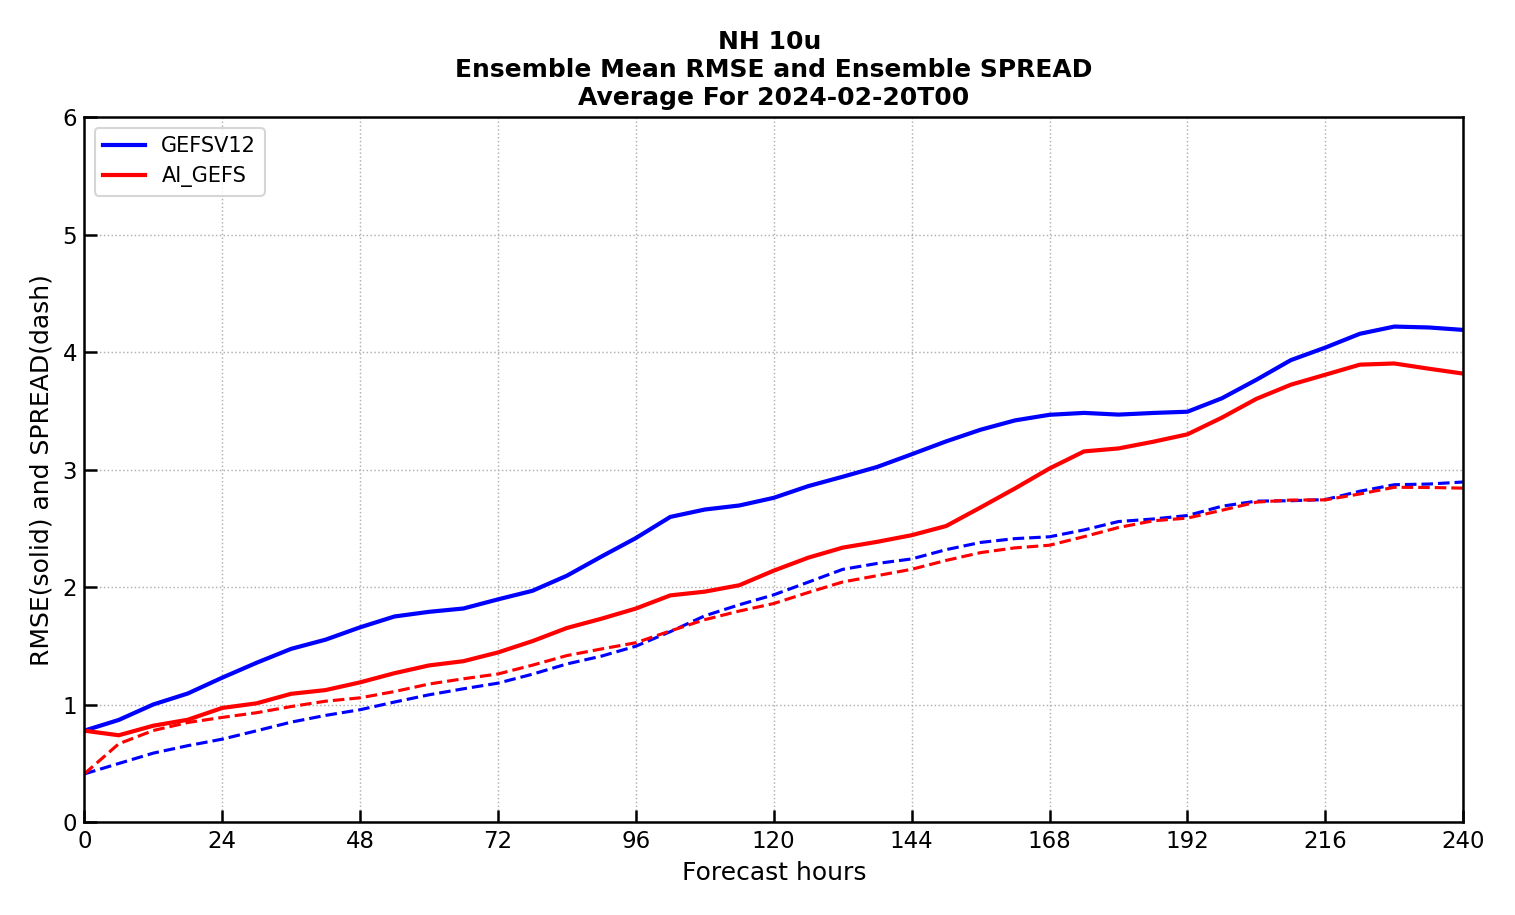 NH 10u
Ensemble Mean RMSE and Ensemble SPREAD
Average For 2024-02-20T00
GEFSV12
AI_GEFS
RMSE(solid) and SPREAD(dash)
6
5
4
3
2
1
0
0 24 48 72 96 120 144 168 192 216 240
Forecast hours